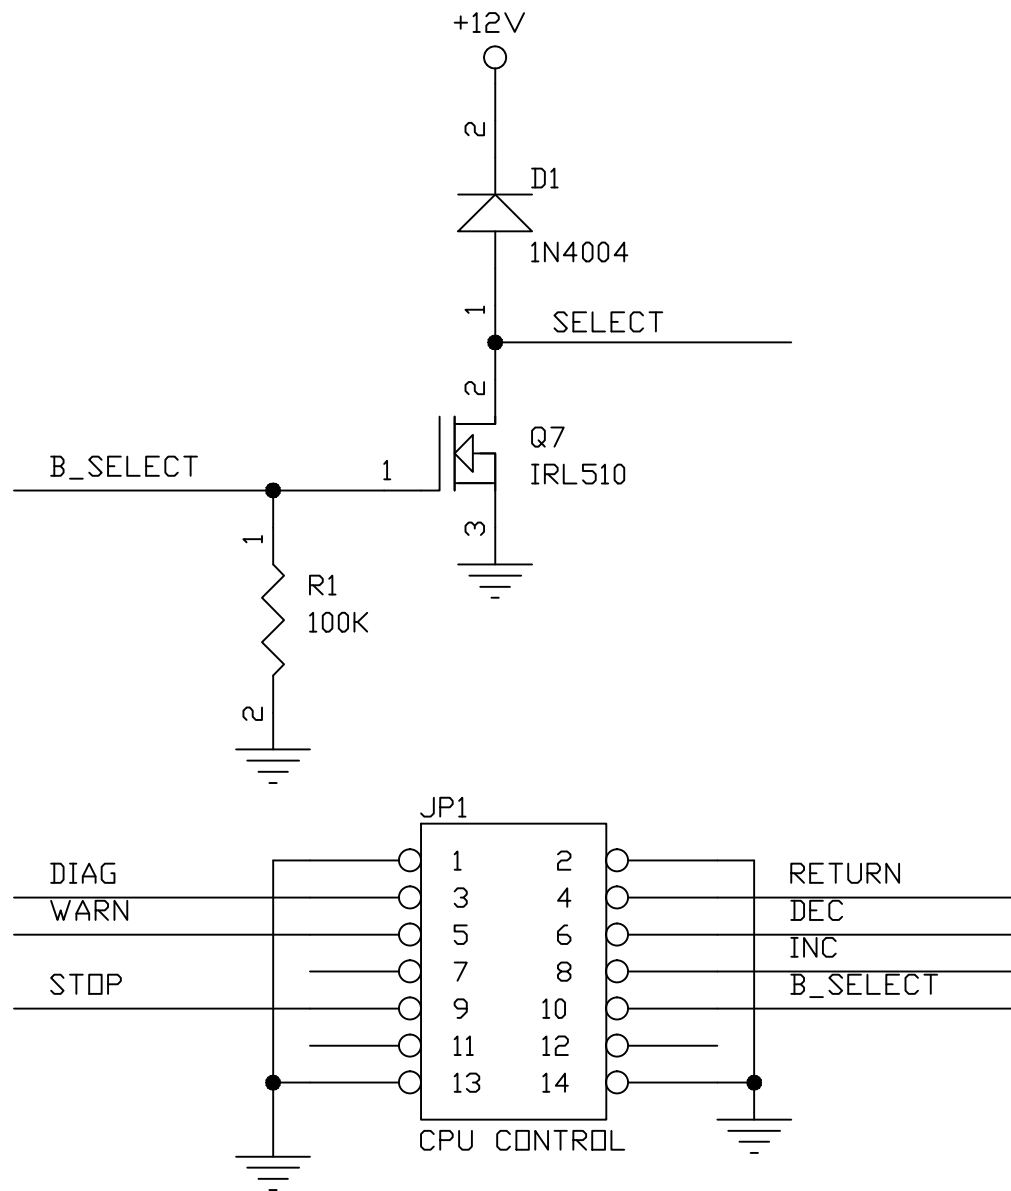 +12V
2
D1
1N4004
1
SELECT
2
Q7
B_SELECT
1
IRL510
3
1
R1
100K
2
JP1
1 2
DIAG
RETURN
3 4
WARN
DEC
5 6
INC
7 8
STOP
B_SELECT
9 10
11 12
13 14
CPU CONTROL